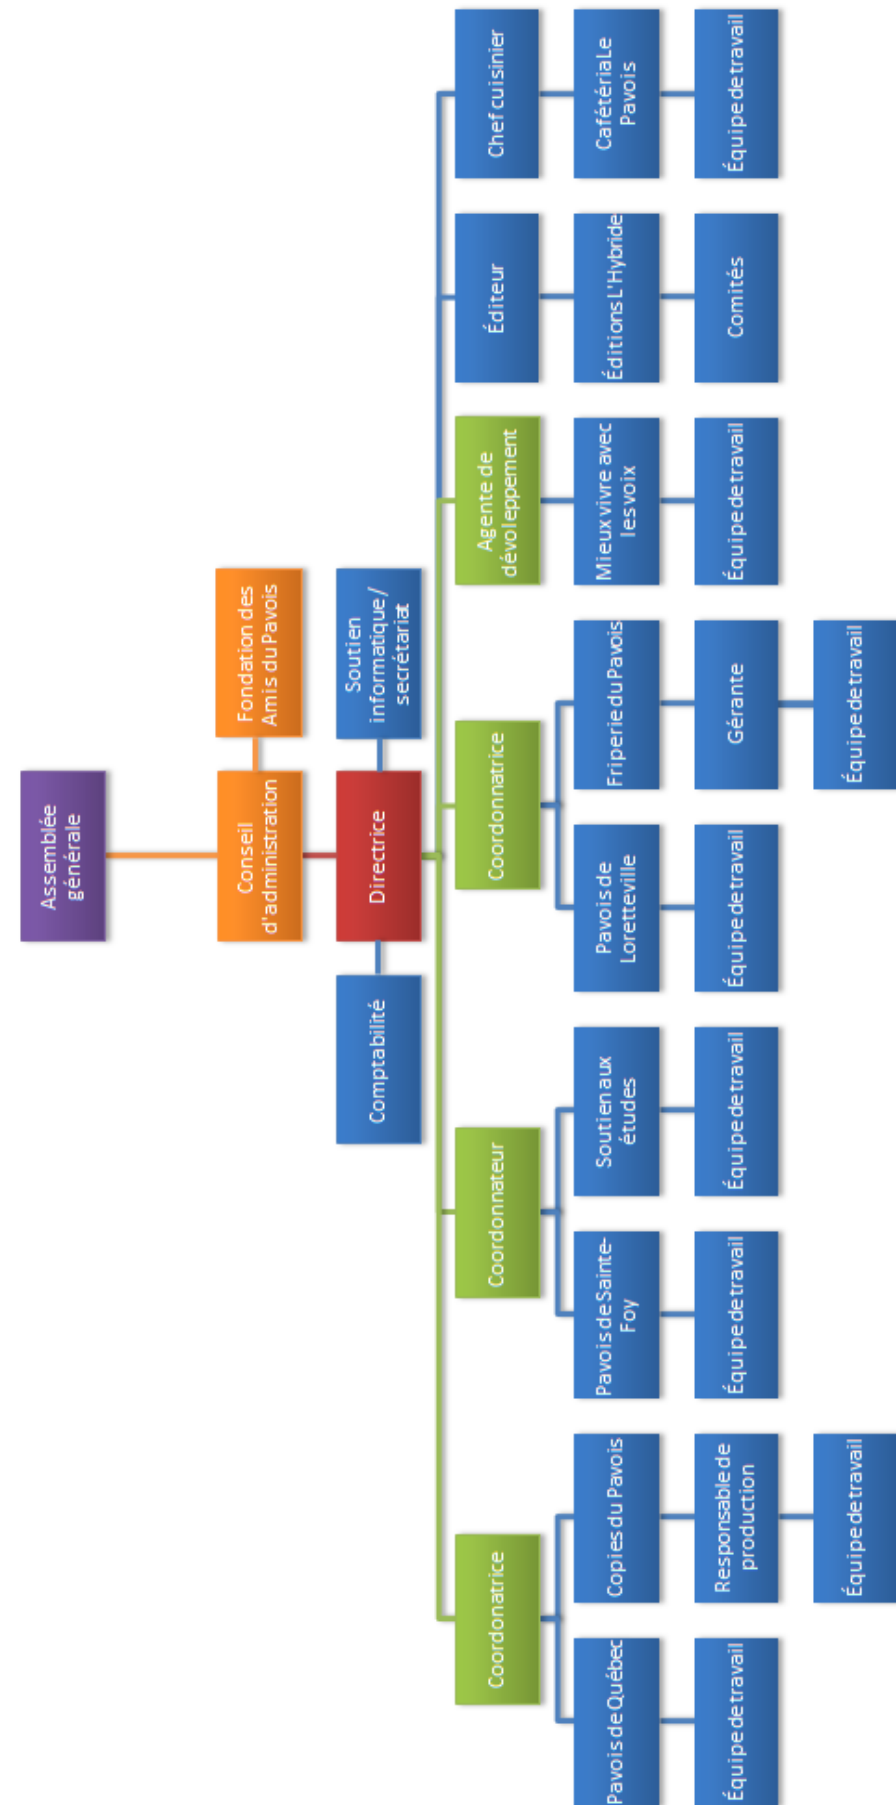 Assemblée
générale
Conseil
d'administration
Fondation des
Amis du Pavois
Comptabilité
Directrice
Soutien
informatique/
secrétariat
Coordonatrice
Coordonnateur
Coordonnatrice
Agente de
dévoleppement
Éditeur
Chef cuisinier
Pavois de Québec
Copies du Pavois
Pavois de Sainte-
Foy
Soutien aux
études
Pavois de
Loretteville
Friperie du Pavois
Mieux vivre avec
les voix
Éditions L'Hybride
Cafétéria Le
Pavois
Équipe de travail
Responsable de
production
Équipe de travail
Équipe de travail
Équipe de travail
Gérante
Équipe de travail
Comités
Équipe de travail
Équipe de travail
Équipe de travail